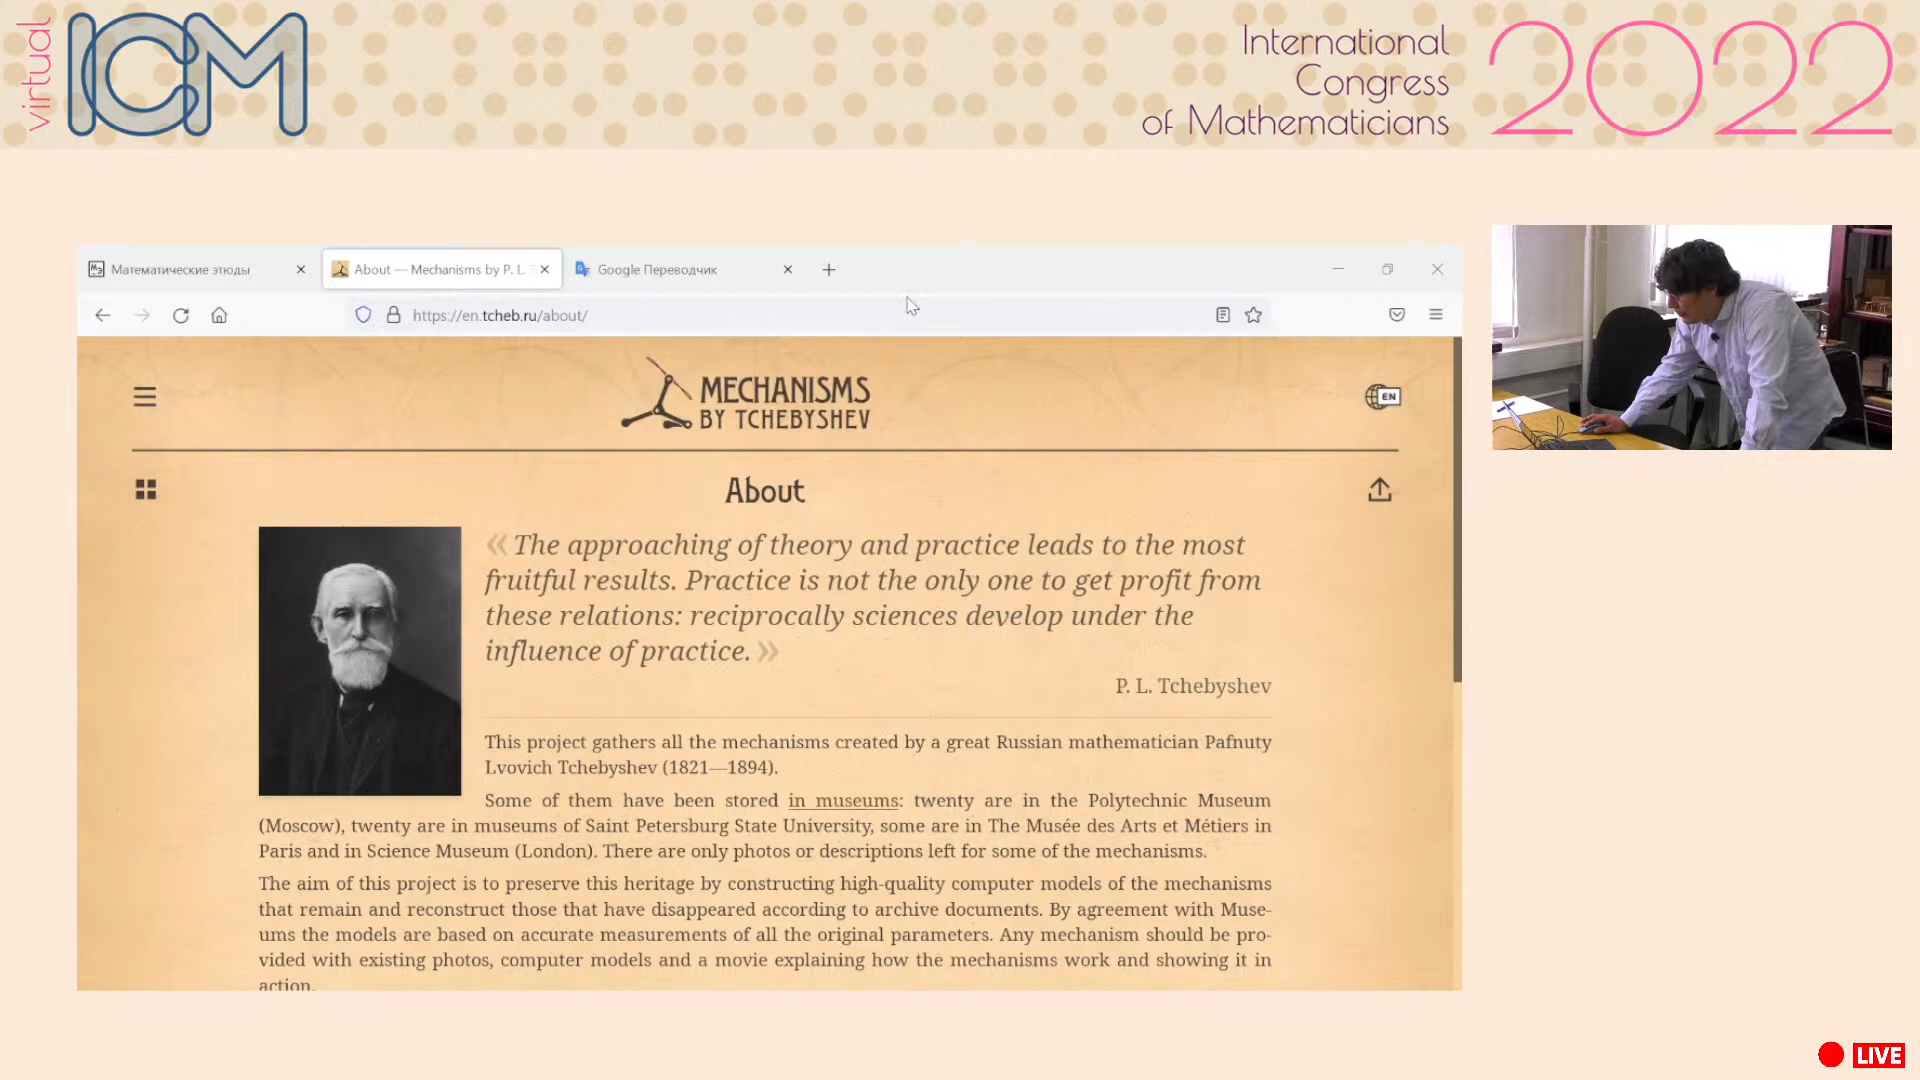 virtual
ICM
International
Congress
of Mathematicians
2022
Математические этюды
About — Mechanisms by P. L.
Google Переводчик
https://en.tcheb.ru/about/
MECHANISMS
BY TCHEBYSHEV
EN
About
« The approaching of theory and practice leads to the most
fruitful results. Practice is not the only one to get profit from
these relations: reciprocally sciences develop under the
influence of practice. »
P. L. Tchebyshev
This project gathers all the mechanisms created by a great Russian mathematician Pafnuty
Lvovich Tchebyshev (1821—1894).
Some of them have been stored in museums: twenty are in the Polytechnic Museum
(Moscow), twenty are in museums of Saint Petersburg State University, some are in The Musée des Arts et Métiers in
Paris and in Science Museum (London). There are only photos or descriptions left for some of the mechanisms.
The aim of this project is to preserve this heritage by constructing high-quality computer models of the mechanisms
that remain and reconstruct those that have disappeared according to archive documents. By agreement with Muse-
ums the models are based on accurate measurements of all the original parameters. Any mechanism should be pro-
vided with existing photos, computer models and a movie explaining how the mechanisms work and showing it in
action.
LIVE